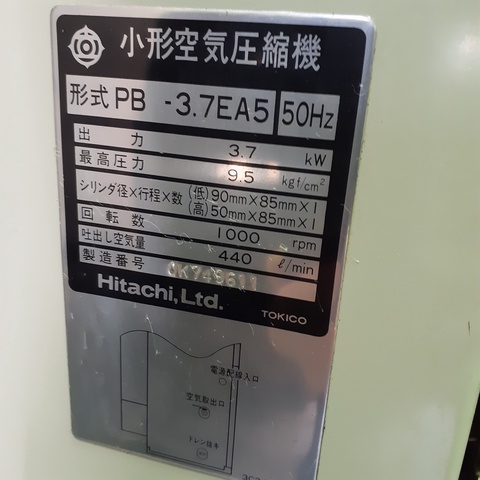 小形空気圧縮機
形式 PB -3.7EA5 50Hz
出力 3.7 kW
最高圧力 9.5 kgf/cm²
シリンダ径×行程×数 (低)90mm×85mm×1
(高)50mm×85mm×1
回転数 1000 rpm
吐出し空気量 440 ℓ/min
製造番号
Hitachi, Ltd. TOKICO
電源配線入口
空気取出口
ドレン抜キ